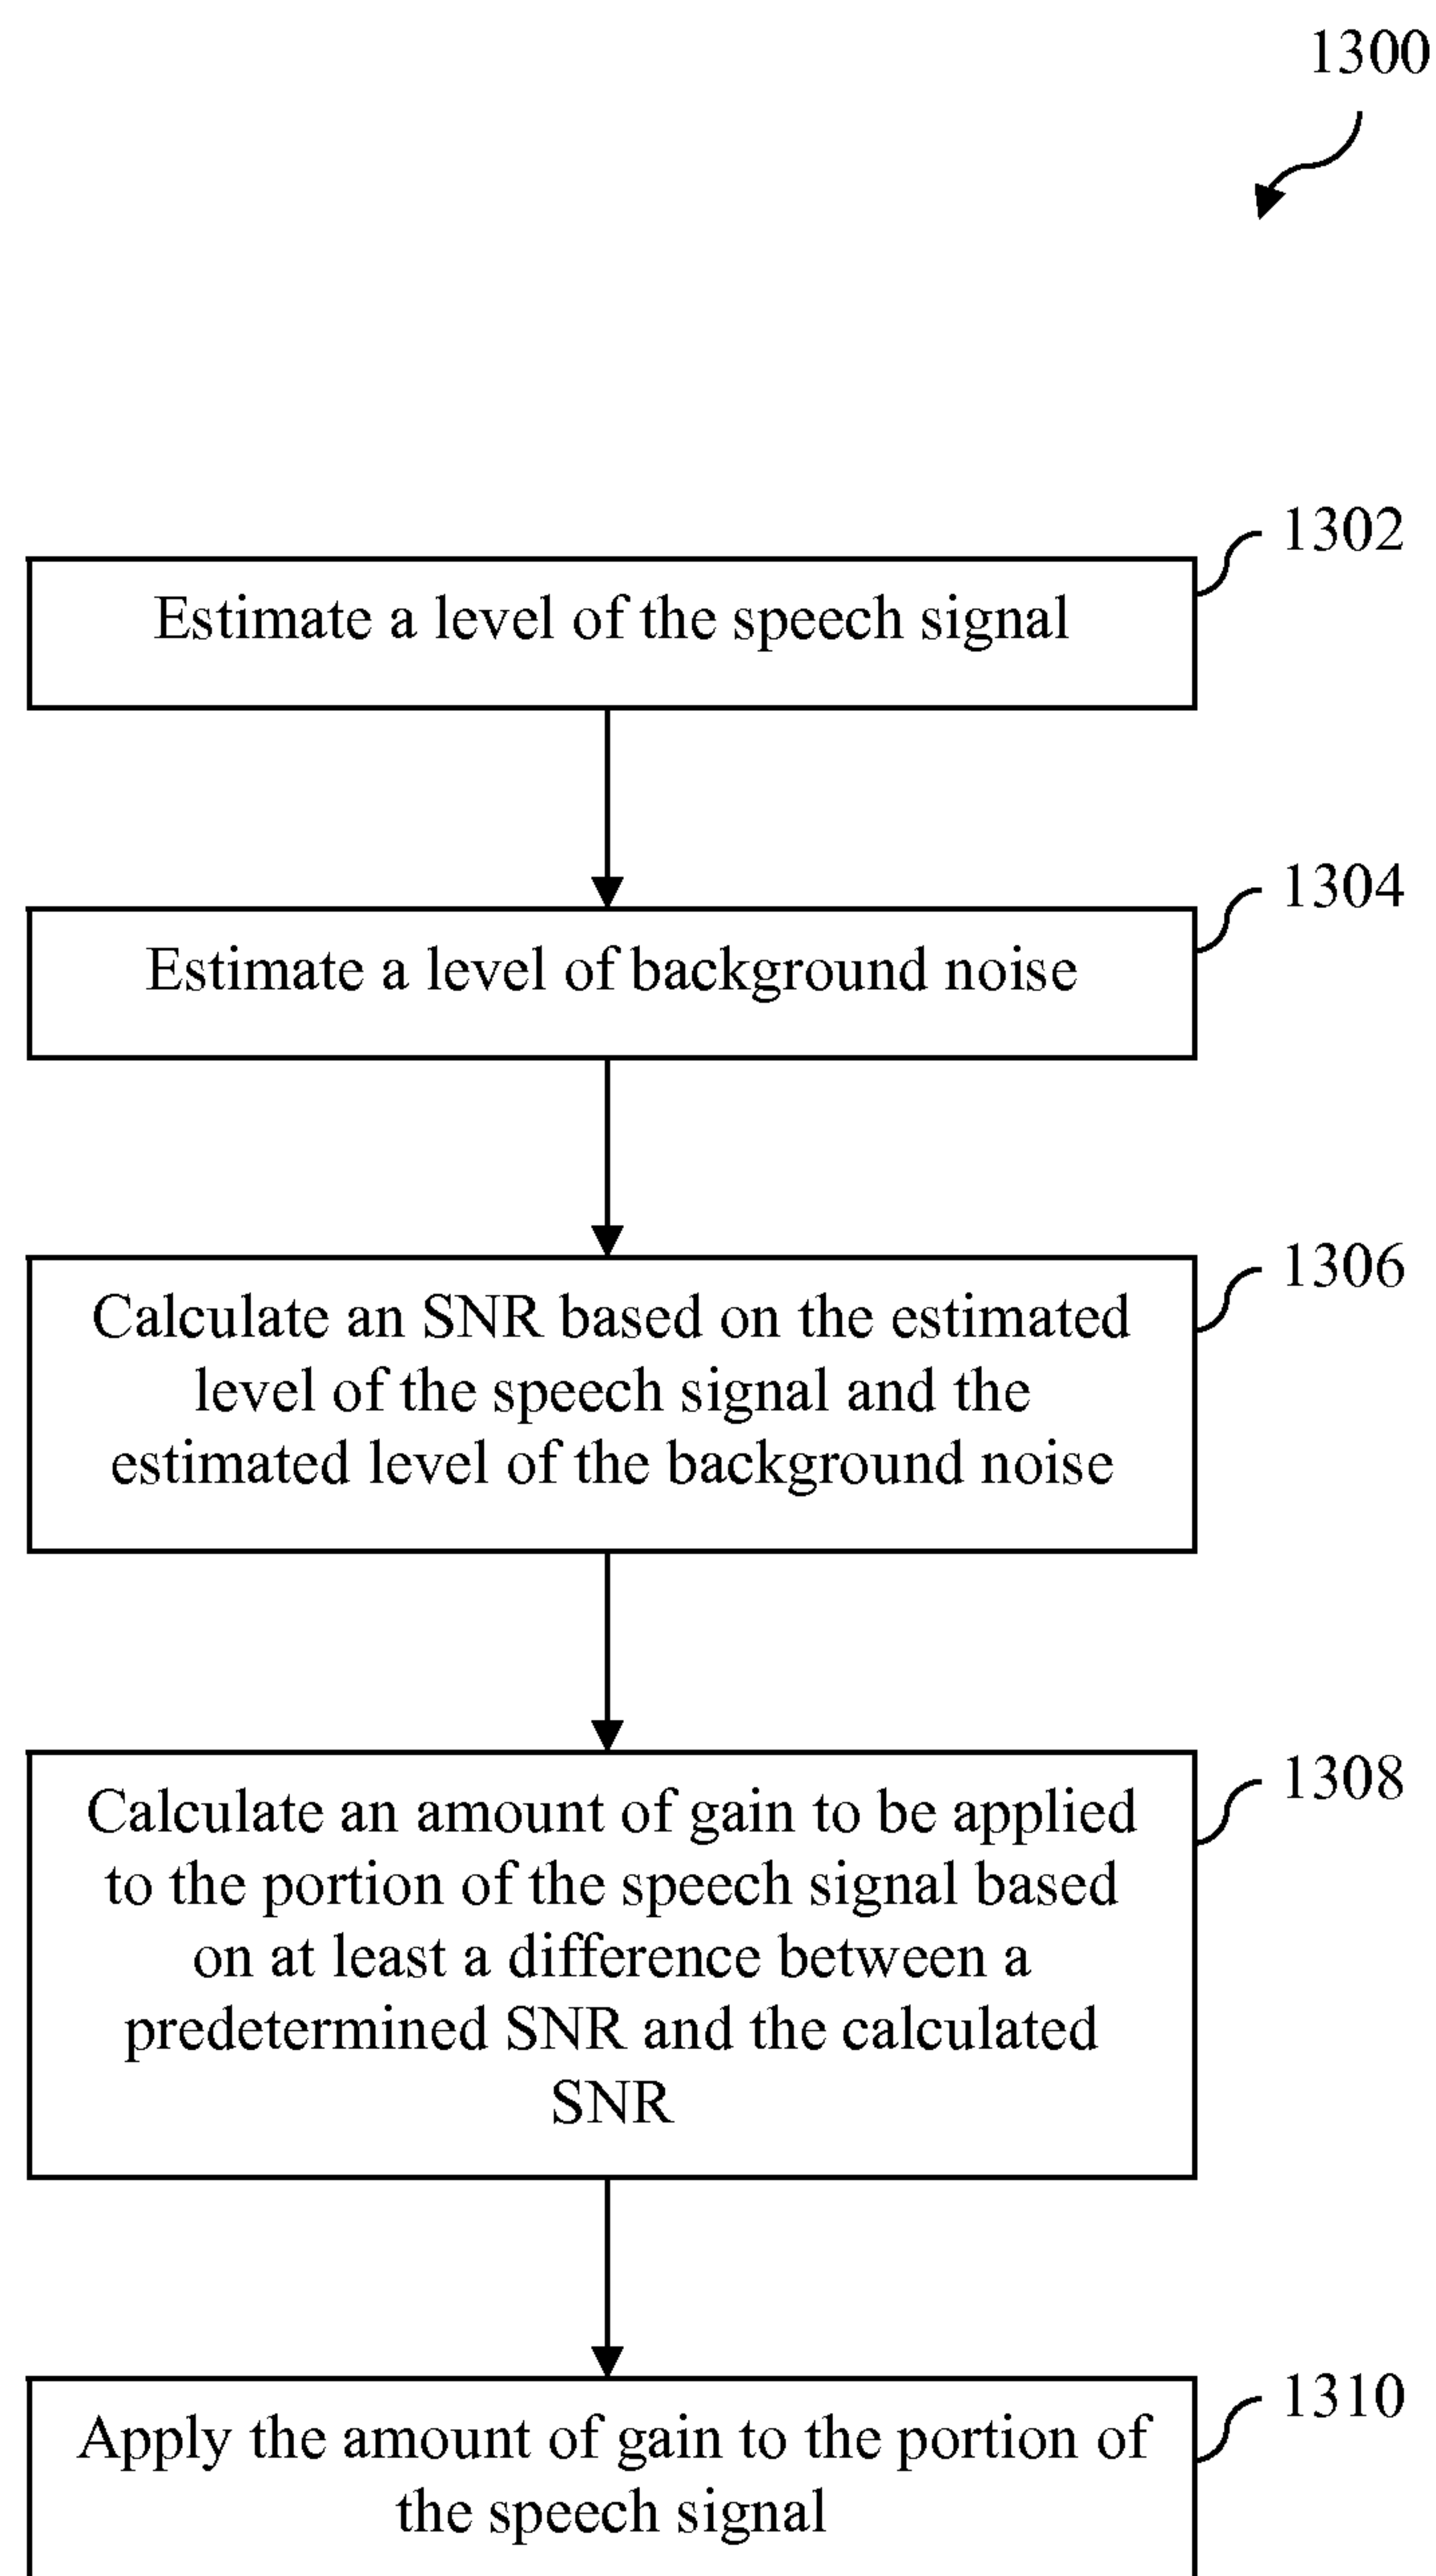 1300
1302
Estimate a level of the speech signal
1304
Estimate a level of background noise
1306
Calculate an SNR based on the estimated
level of the speech signal and the
estimated level of the background noise
1308
Calculate an amount of gain to be applied
to the portion of the speech signal based
on at least a difference between a
predetermined SNR and the calculated
SNR
1310
Apply the amount of gain to the portion of
the speech signal